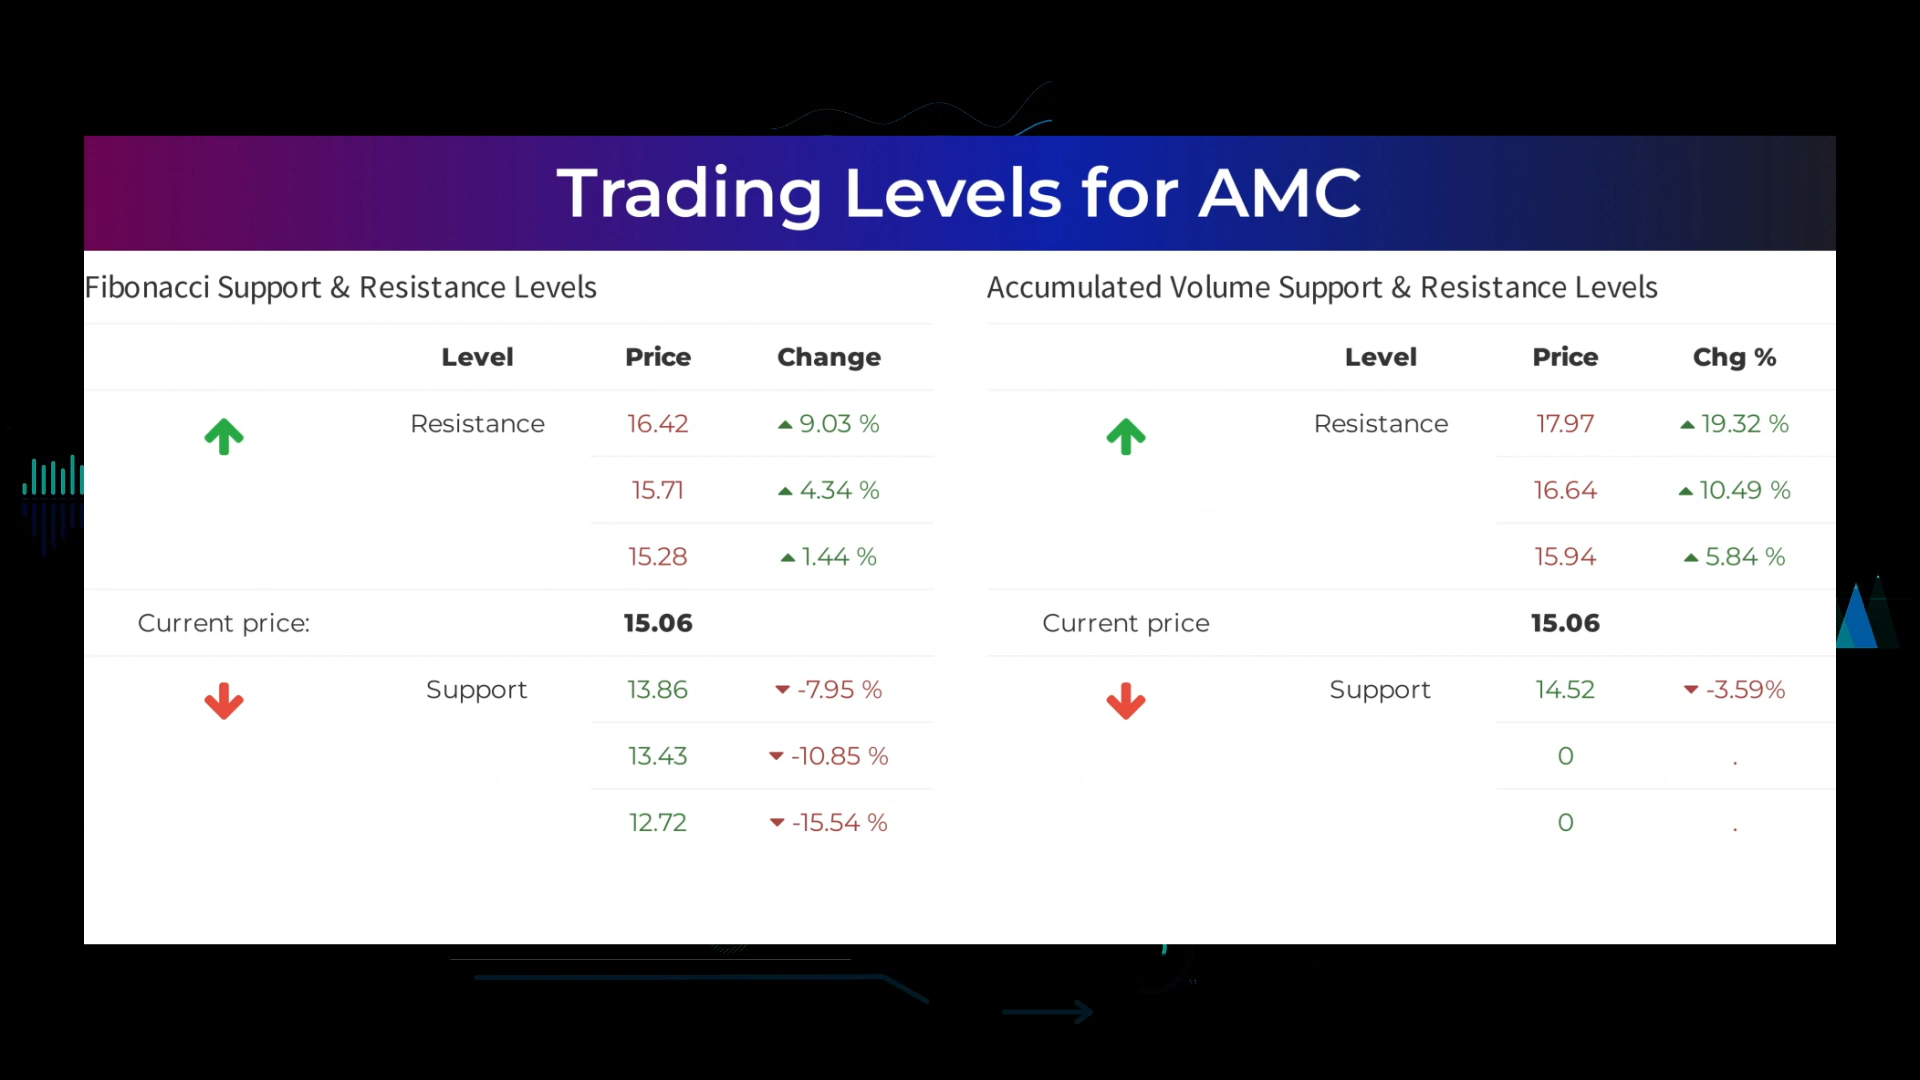 Trading Levels for AMC
Fibonacci Support & Resistance Levels
Level Price Change
Resistance 16.42 9.03 %
15.71 4.34 %
15.28 1.44 %
Current price: 15.06
Support 13.86 -7.95 %
13.43 -10.85 %
12.72 -15.54 %
Accumulated Volume Support & Resistance Levels
Level Price Chg %
Resistance 17.97 19.32 %
16.64 10.49 %
15.94 5.84 %
Current price 15.06
Support 14.52 -3.59%
0 .
0 .